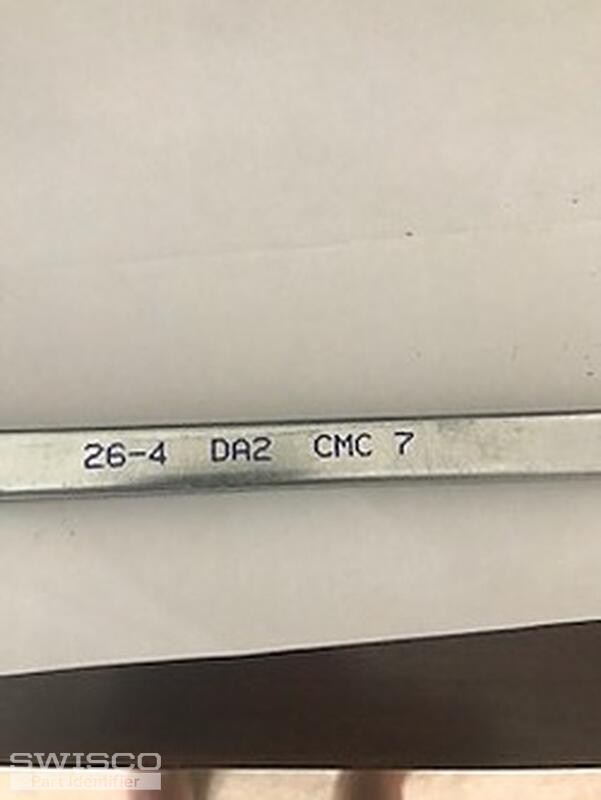 26-4 DA2 CMC 7
SWISCO
Part Identifier